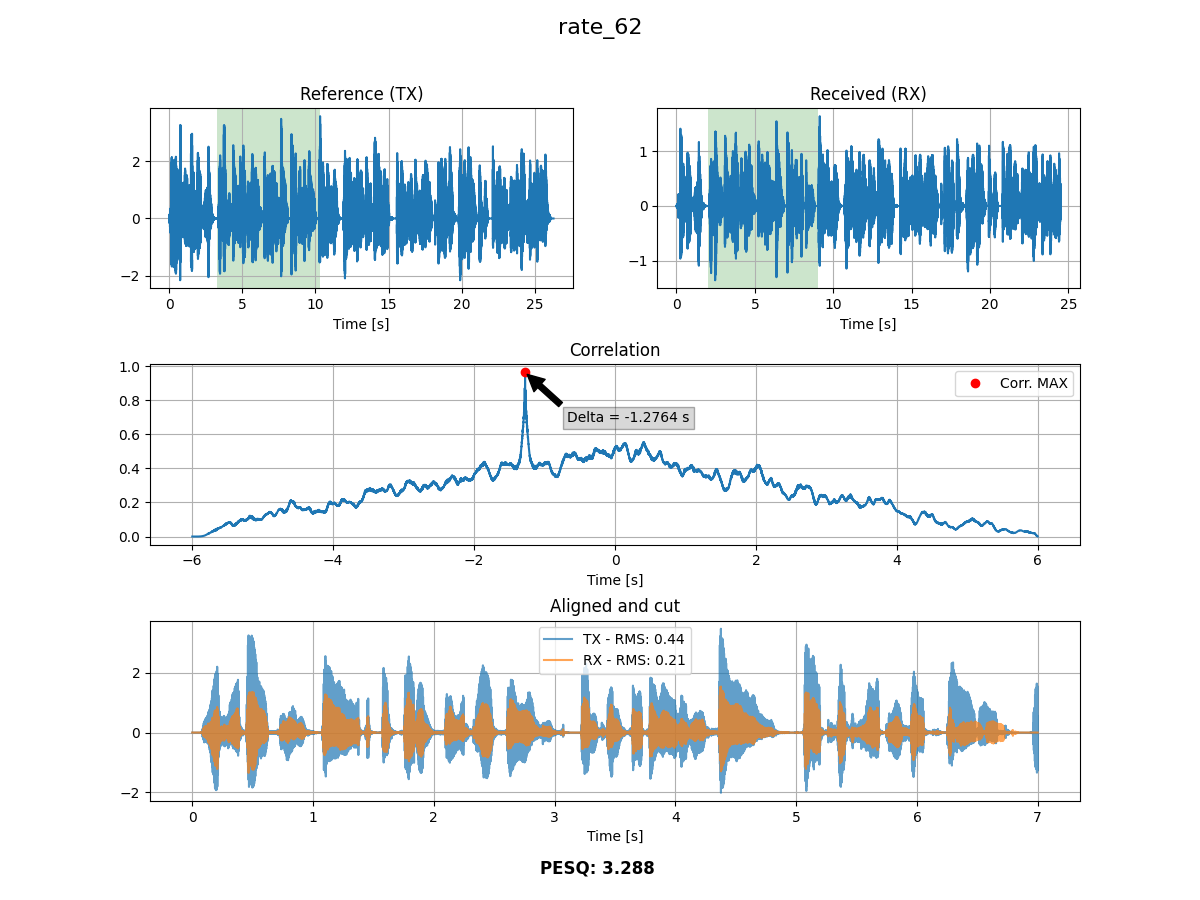 rate_62
Reference (TX)
2
0
−2
0 5 10 15 20 25
Time [s]
Received (RX)
1
0
−1
0 5 10 15 20 25
Time [s]
Correlation
1.0
0.8
0.6
0.4
0.2
0.0
Corr. MAX
Delta = -1.2764 s
−6 −4 −2 0 2 4 6
Time [s]
Aligned and cut
TX - RMS: 0.44
RX - RMS: 0.21
2
0
−2
0 1 2 3 4 5 6 7
Time [s]
PESQ: 3.288